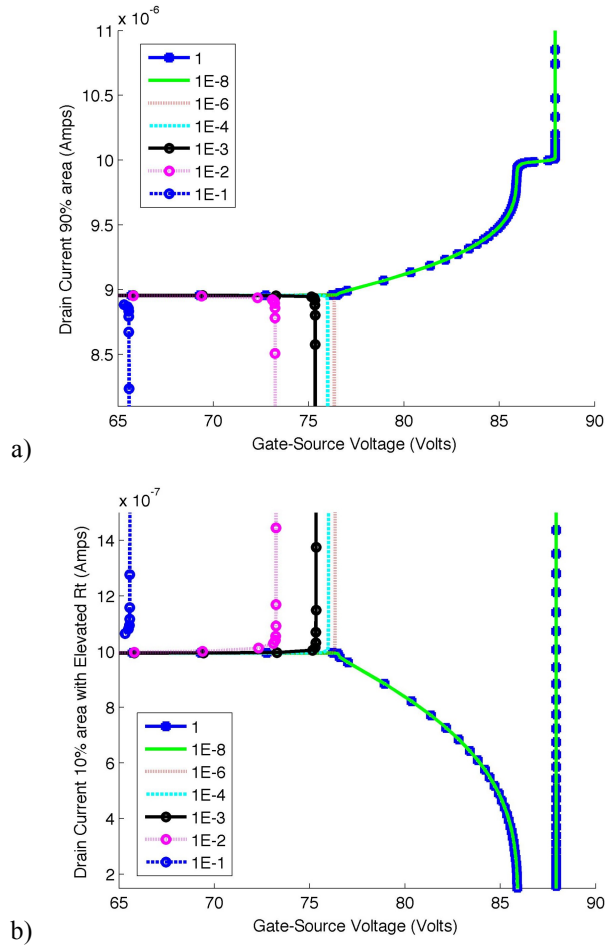 x 10⁻⁶
11
10.5
10
9.5
9
8.5
Drain Current 90% area (Amps)
1
1E-8
1E-6
1E-4
1E-3
1E-2
1E-1
65 70 75 80 85 90
Gate-Source Voltage (Volts)
a)
x 10⁻⁷
14
12
10
8
6
4
2
Drain Current 10% area with Elevated Rt (Amps)
1
1E-8
1E-6
1E-4
1E-3
1E-2
1E-1
65 70 75 80 85 90
Gate-Source Voltage (Volts)
b)